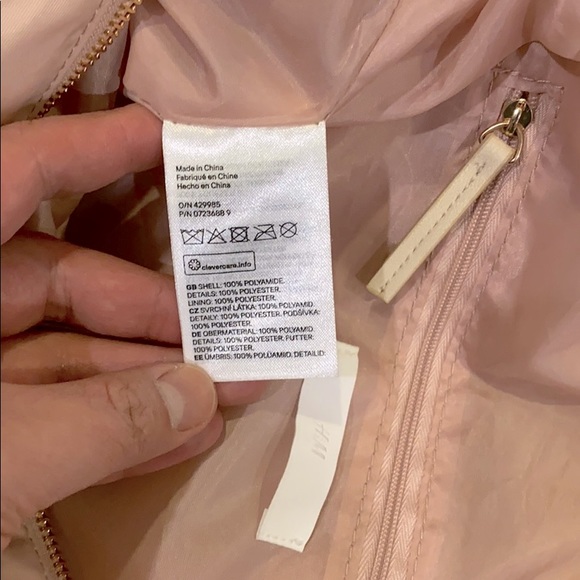 Made in China
Fabriqué en Chine
Hecho en China
O/N 429985
P/N 0723688 9
clevercare.info
GB SHELL: 100% POLYAMIDE.
DETAILS: 100% POLYESTER.
LINING: 100% POLYESTER.
CZ SVRCHNÍ LÁTKA: 100% POLYAMID.
DETAILY: 100% POLYESTER. PODŠÍVKA:
100% POLYESTER.
DE OBERMATERIAL: 100% POLYAMID.
DETAILS: 100% POLYESTER. FUTTER:
100% POLYESTER.
EE ÜMBRIS: 100% POLÜAMIID. DETAILID:
H&M